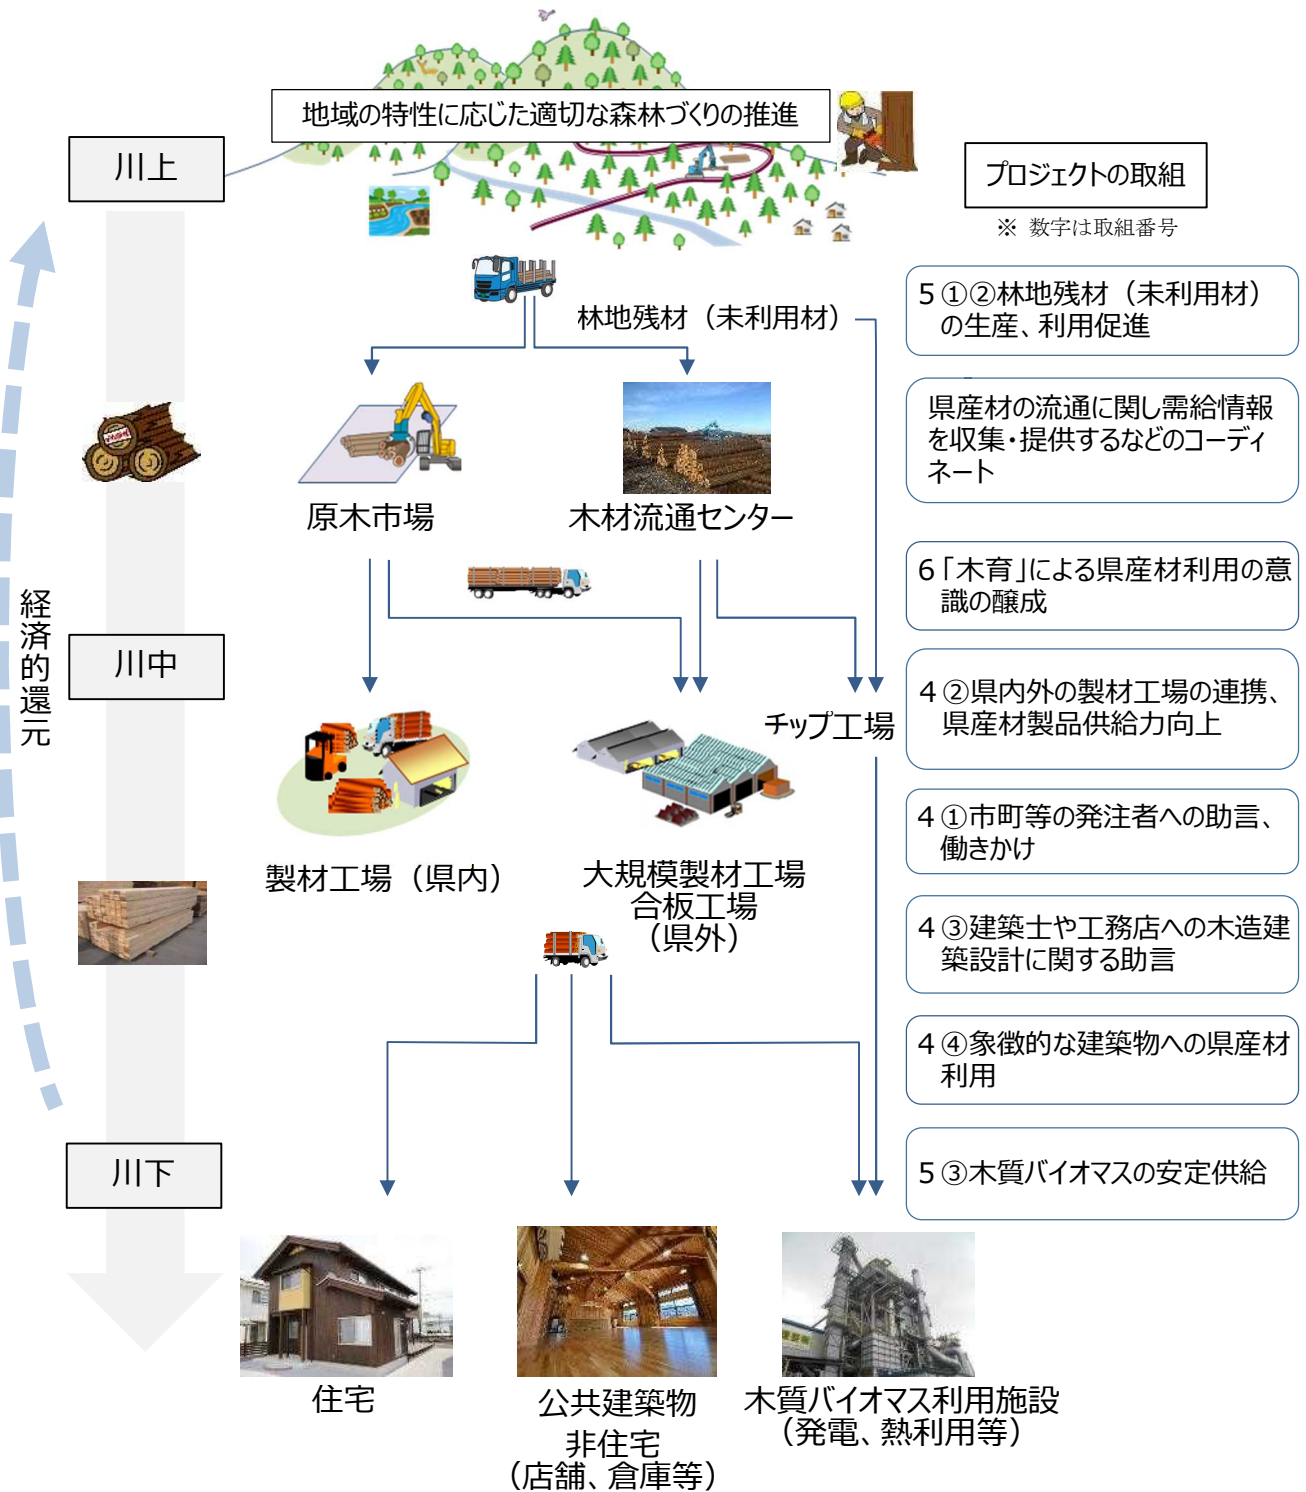 地域の特性に応じた適切な森林づくりの推進
川上
プロジェクトの取組
※ 数字は取組番号
林地残材（未利用材）
5 ①②林地残材（未利用材）
の生産、利用促進
県産材の流通に関し需給情報
を収集・提供するなどのコーディ
ネート
原木市場
木材流通センター
6 「木育」による県産材利用の意
識の醸成
経済的還元
川中
4 ②県内外の製材工場の連携、
県産材製品供給力向上
チップ工場
4 ①市町等の発注者への助言、
働きかけ
製材工場（県内）
大規模製材工場
合板工場
（県外）
4 ③建築士や工務店への木造建
築設計に関する助言
4 ④象徴的な建築物への県産材
利用
川下
5 ③木質バイオマスの安定供給
住宅
公共建築物
非住宅
（店舗、倉庫等）
木質バイオマス利用施設
（発電、熱利用等）